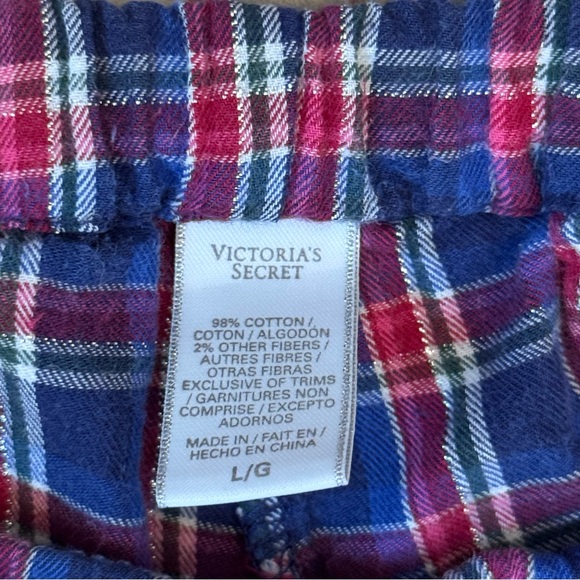 VICTORIA'S
SECRET
98% COTTON /
COTON / ALGODÓN
2% OTHER FIBERS /
AUTRES FIBRES /
OTRAS FIBRAS
EXCLUSIVE OF TRIMS
/ GARNITURES NON
COMPRISE / EXCEPTO
ADORNOS
MADE IN / FAIT EN /
HECHO EN CHINA
L/G